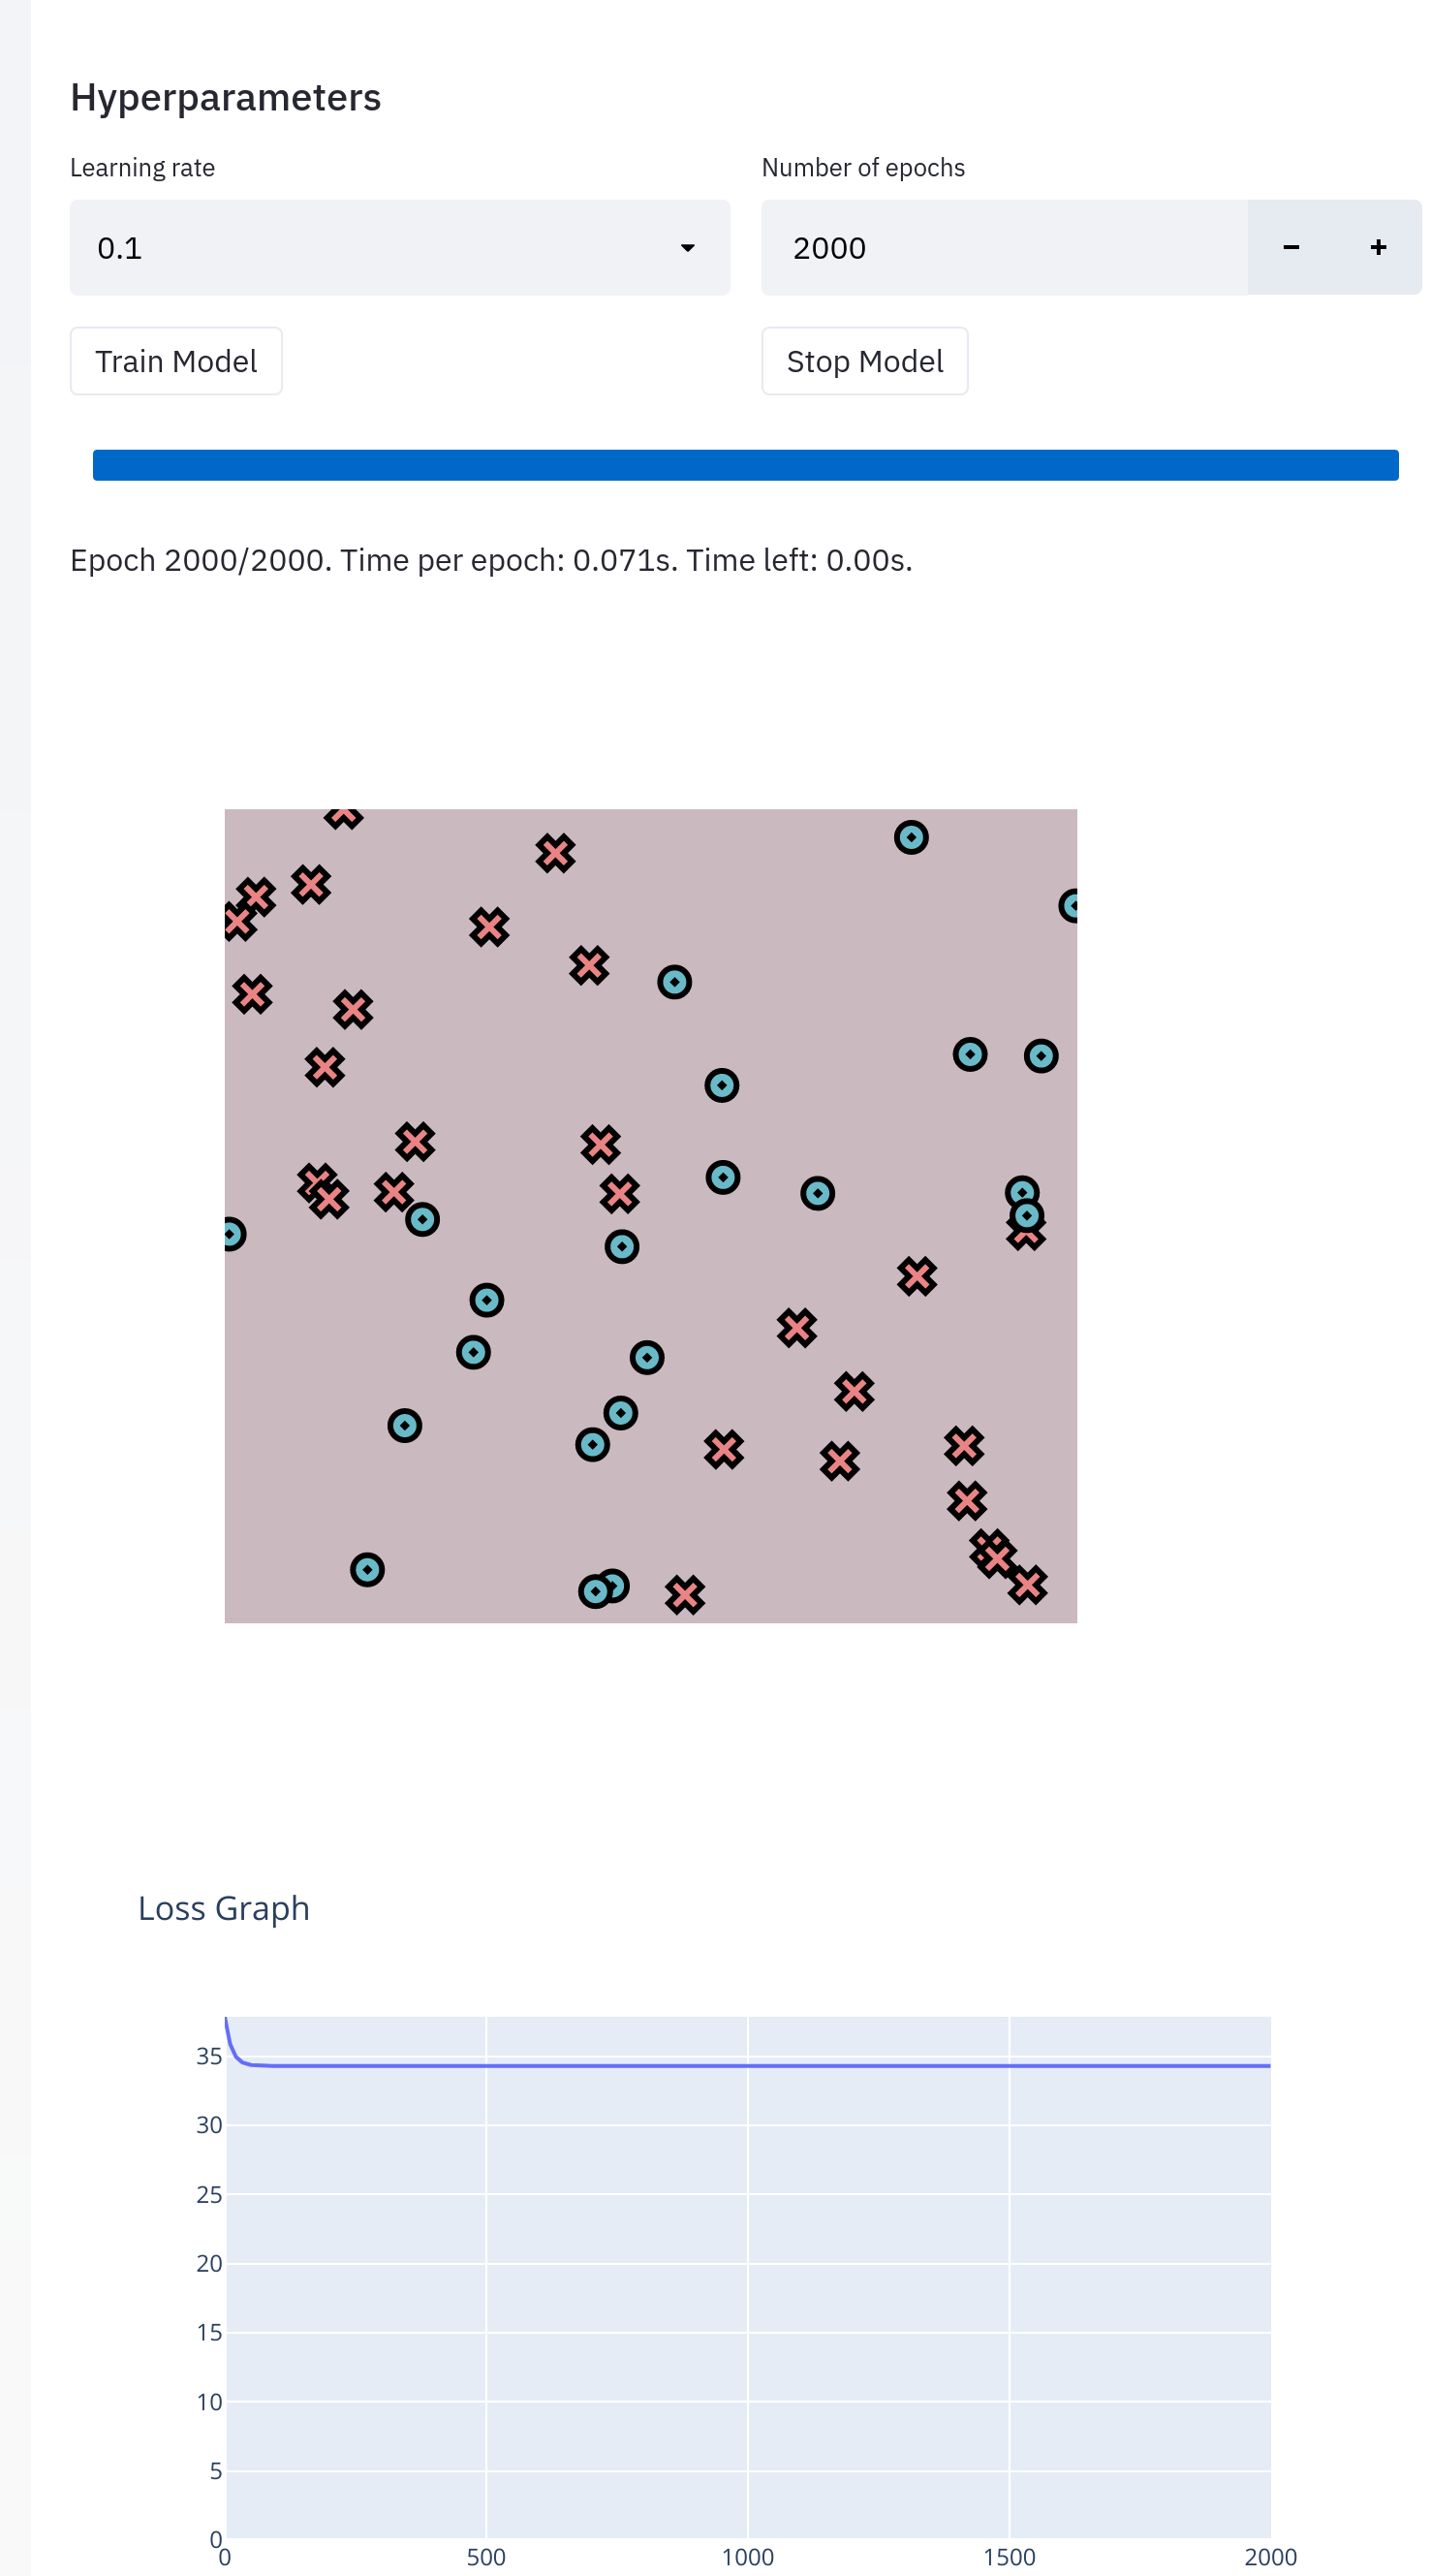 Hyperparameters
Learning rate
Number of epochs
0.1
2000
Train Model
Stop Model
Epoch 2000/2000. Time per epoch: 0.071s. Time left: 0.00s.
Loss Graph
35
30
25
20
15
10
5
0
0 500 1000 1500 2000